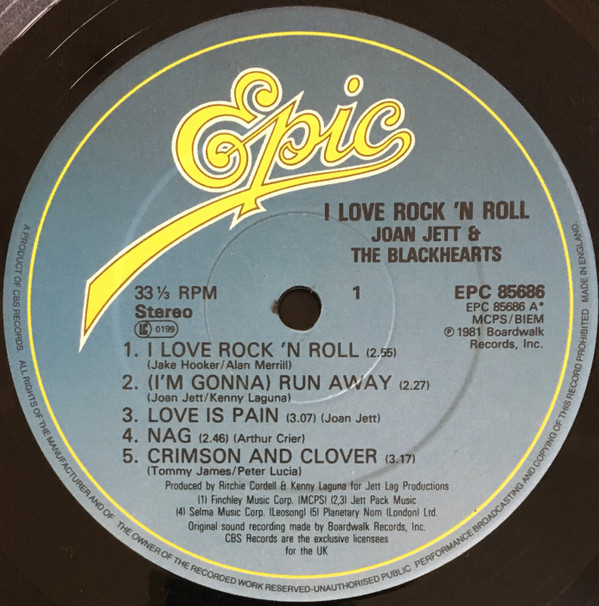 Epic
I LOVE ROCK 'N ROLL
JOAN JETT &
THE BLACKHEARTS
33 ⅓ RPM
Stereo
LC 0199
1
EPC 85686
EPC 85686 A*
MCPS/BIEM
℗ 1981 Boardwalk
Records, Inc.
1. I LOVE ROCK 'N ROLL (2.55)
(Jake Hooker/Alan Merrill)
2. (I'M GONNA) RUN AWAY (2.27)
(Joan Jett/Kenny Laguna)
3. LOVE IS PAIN (3.07) (Joan Jett)
4. NAG (2.46) (Arthur Crier)
5. CRIMSON AND CLOVER (3.17)
(Tommy James/Peter Lucia)
Produced by Ritchie Cordell & Kenny Laguna for Jett Lag Productions
(1) Finchley Music Corp. (MCPS) (2,3) Jett Pack Music
(4) Selma Music Corp. (Leosong) (5) Planetary Nom (London) Ltd.
Original sound recording made by Boardwalk Records, Inc.
CBS Records are the exclusive licensees
for the UK
A PRODUCT OF CBS RECORDS. ALL RIGHTS OF THE MANUFACTURER AND OF THE OWNER OF THE RECORDED WORK RESERVED-UNAUTHORISED PUBLIC PERFORMANCE BROADCASTING AND COPYING OF THIS RECORD PROHIBITED MADE IN ENGLAND.